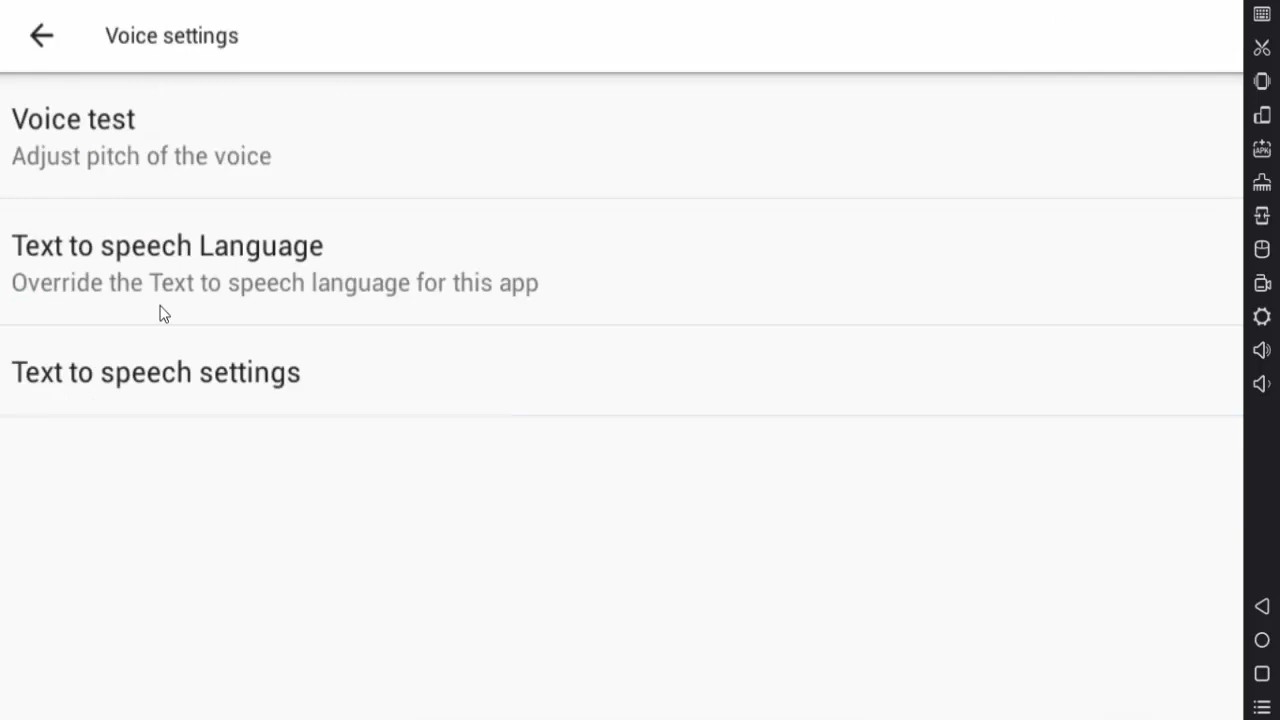 Voice settings
Voice test
Adjust pitch of the voice
Text to speech Language
Override the Text to speech language for this app
Text to speech settings
APK